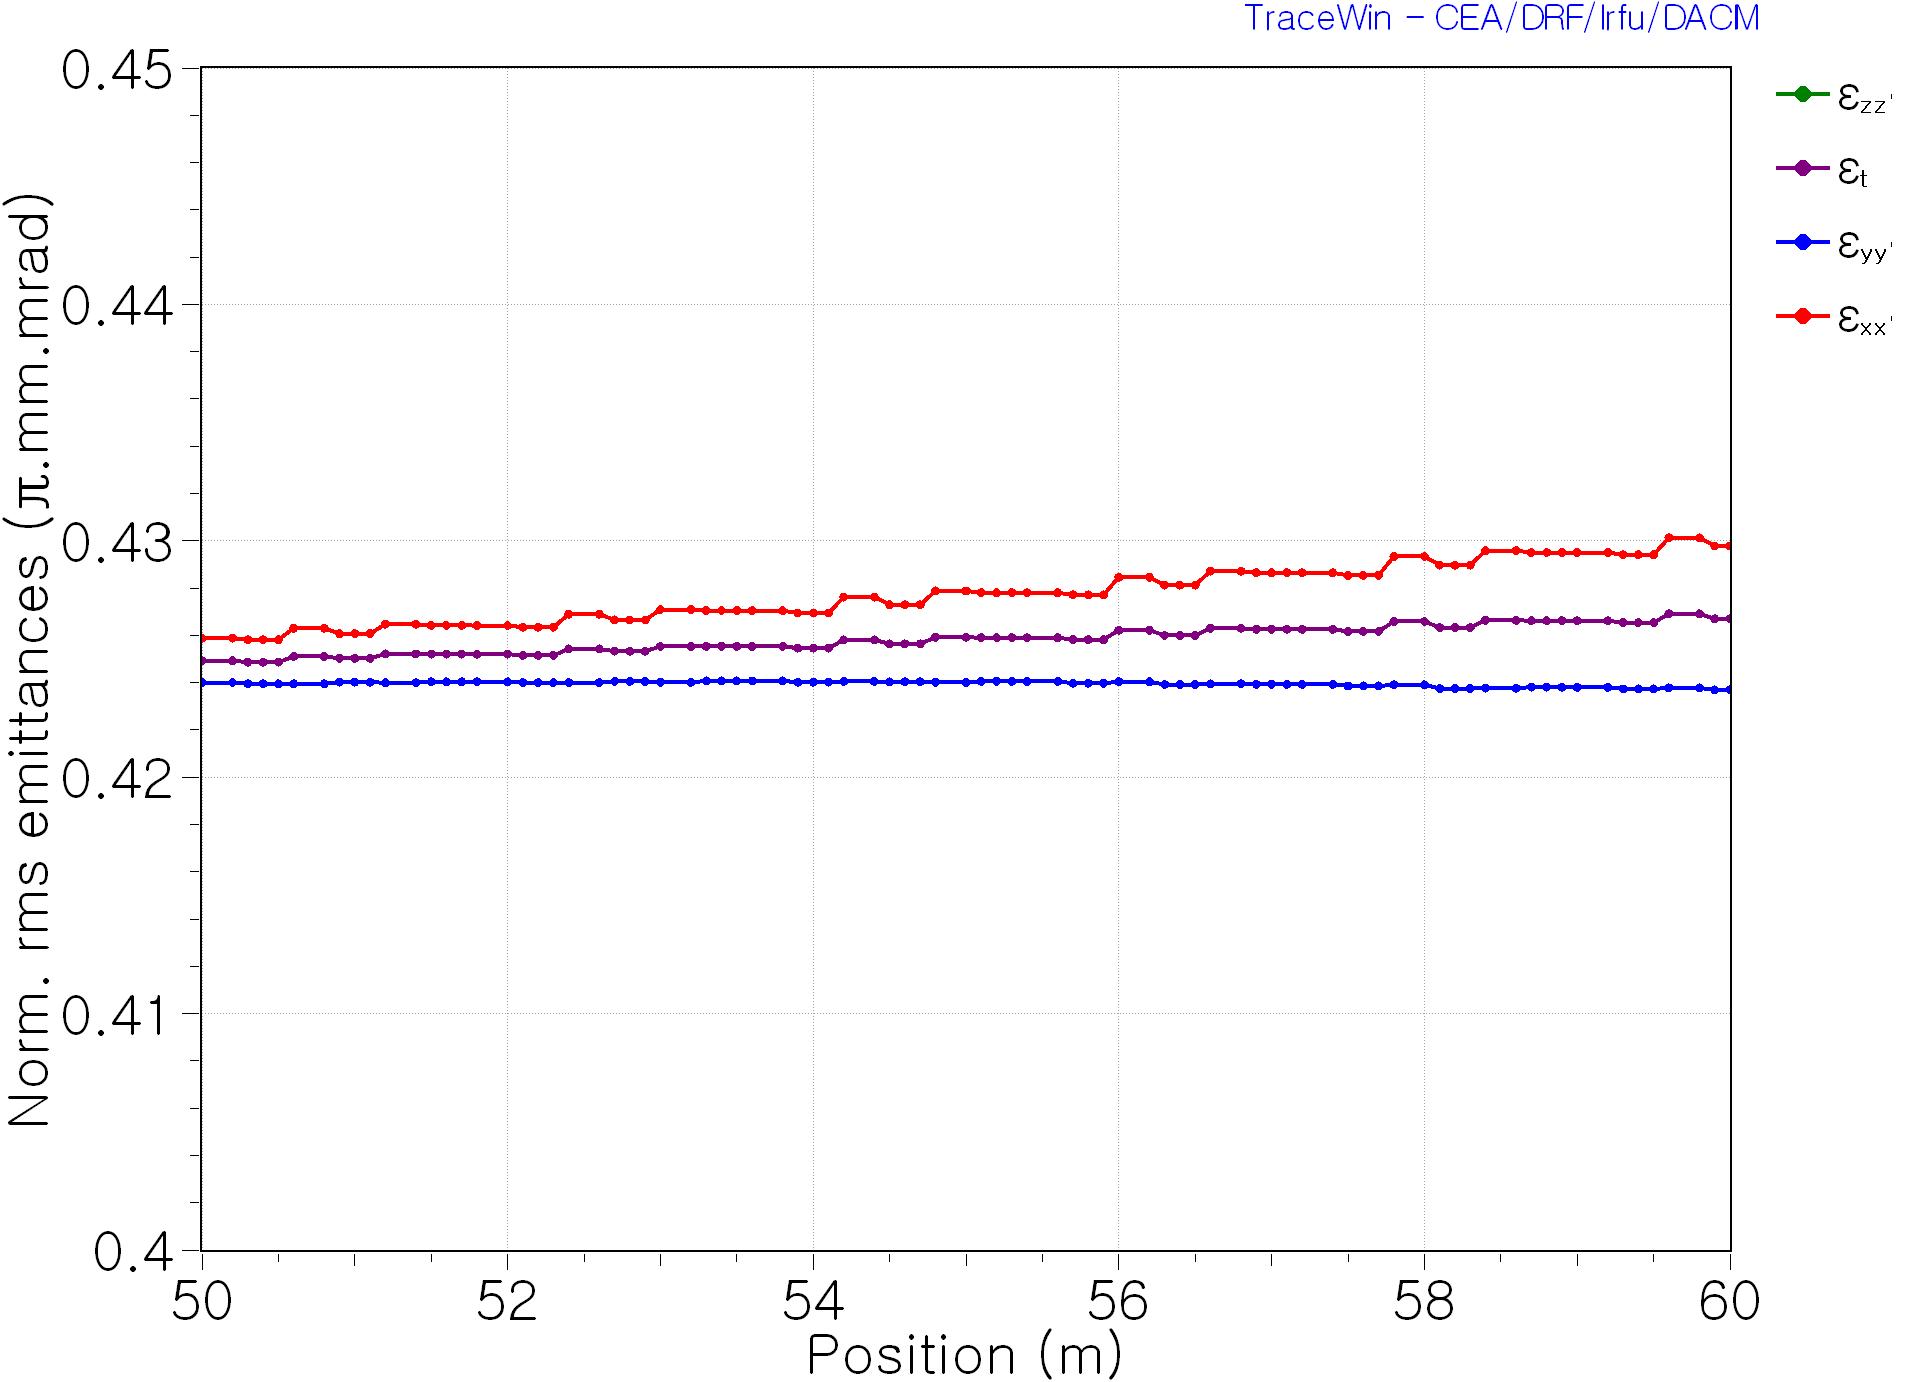 TraceWin - CEA/DRF/Irfu/DACM
0.45
0.44
0.43
0.42
0.41
0.4
Norm. rms emittances (π.mm.mrad)
50 52 54 56 58 60
Position (m)
εzz'
εt
εyy'
εxx'